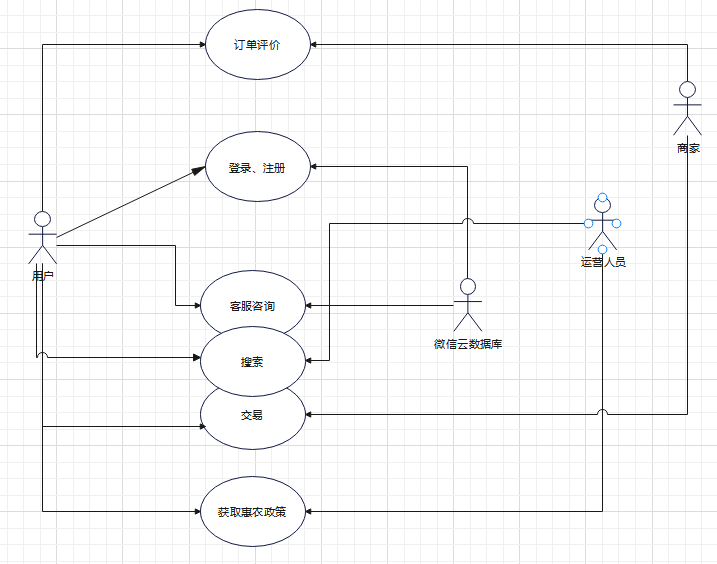 订单评价
登录、注册
商家
用户
运营人员
客服咨询
微信云数据库
搜索
交易
获取惠农政策